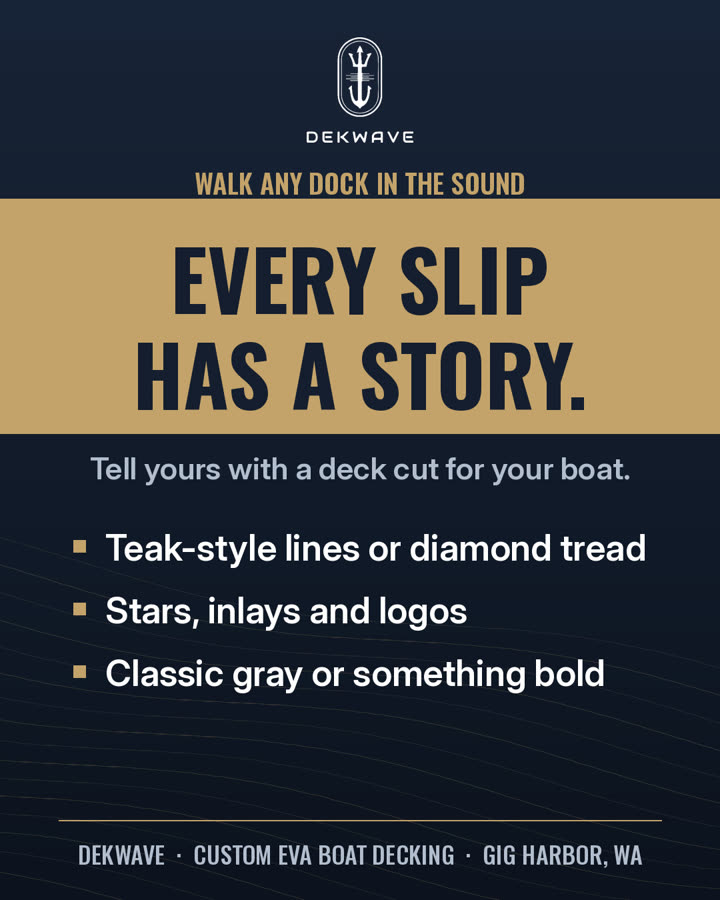 DEKWAVE
WALK ANY DOCK IN THE SOUND
EVERY SLIP
HAS A STORY.
Tell yours with a deck cut for your boat.
Teak-style lines or diamond tread
Stars, inlays and logos
Classic gray or something bold
DEKWAVE · CUSTOM EVA BOAT DECKING · GIG HARBOR, WA